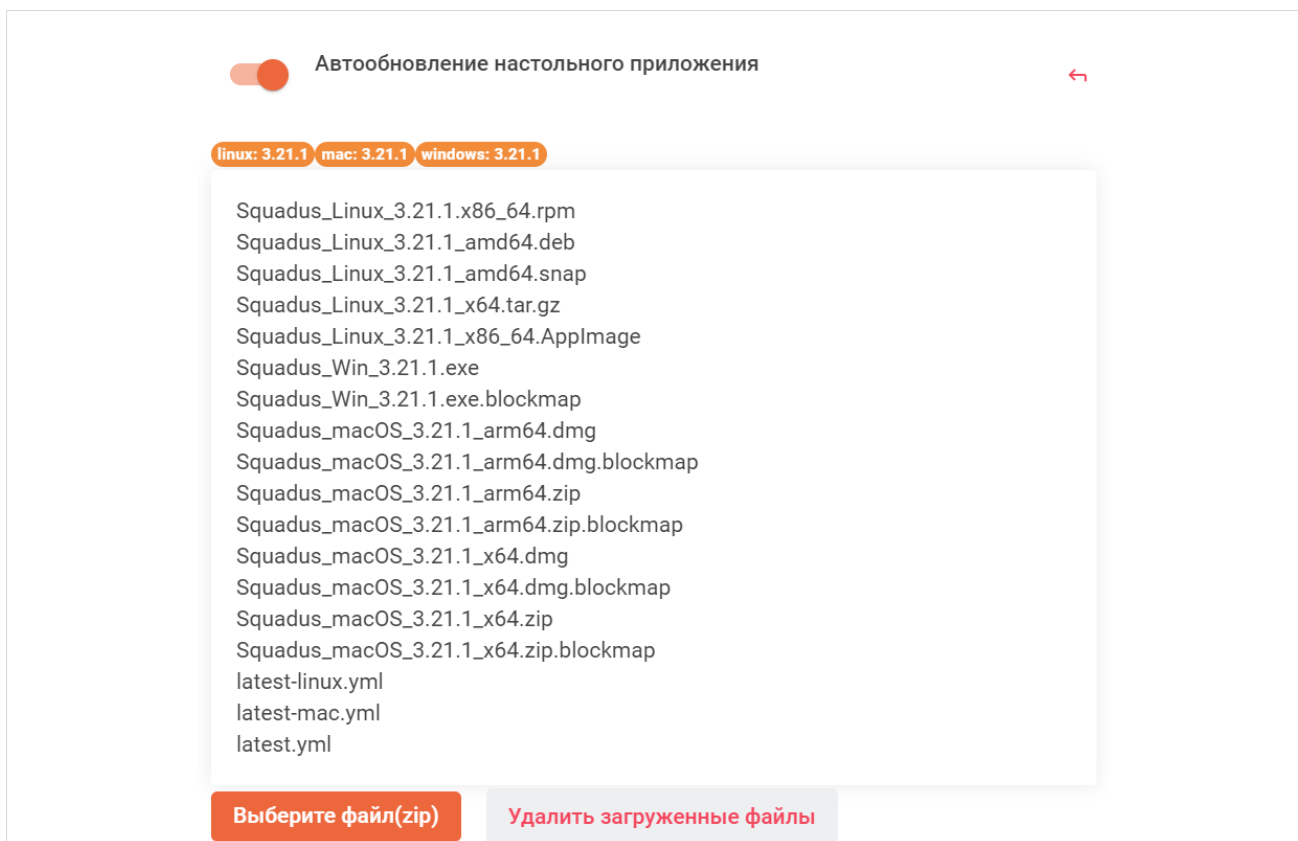 Автообновление настольного приложения
linux: 3.21.1 mac: 3.21.1 windows: 3.21.1
Squadus_Linux_3.21.1.x86_64.rpm
Squadus_Linux_3.21.1_amd64.deb
Squadus_Linux_3.21.1_amd64.snap
Squadus_Linux_3.21.1_x64.tar.gz
Squadus_Linux_3.21.1_x86_64.AppImage
Squadus_Win_3.21.1.exe
Squadus_Win_3.21.1.exe.blockmap
Squadus_macOS_3.21.1_arm64.dmg
Squadus_macOS_3.21.1_arm64.dmg.blockmap
Squadus_macOS_3.21.1_arm64.zip
Squadus_macOS_3.21.1_arm64.zip.blockmap
Squadus_macOS_3.21.1_x64.dmg
Squadus_macOS_3.21.1_x64.dmg.blockmap
Squadus_macOS_3.21.1_x64.zip
Squadus_macOS_3.21.1_x64.zip.blockmap
latest-linux.yml
latest-mac.yml
latest.yml
Выберите файл(zip) Удалить загруженные файлы